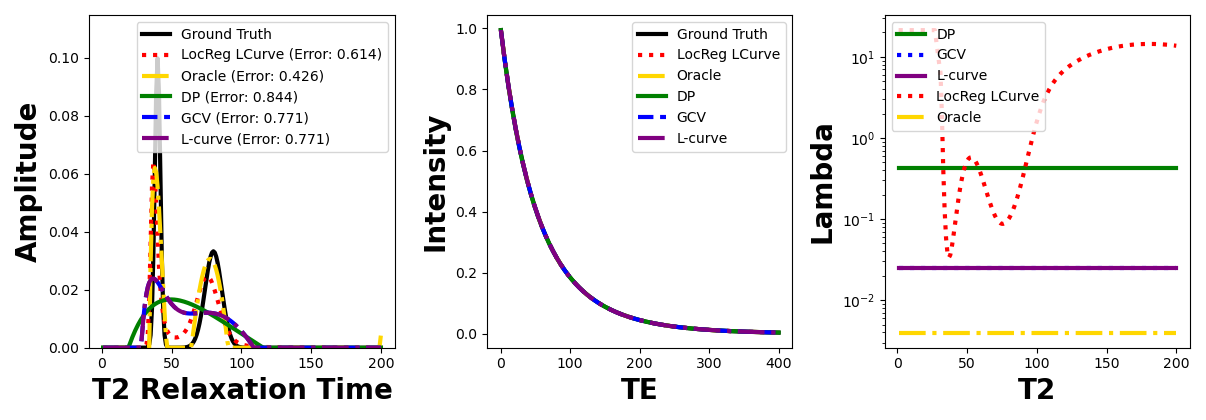 Ground Truth
LocReg LCurve (Error: 0.614)
Oracle (Error: 0.426)
DP (Error: 0.844)
GCV (Error: 0.771)
L-curve (Error: 0.771)
Amplitude
0.10
0.08
0.06
0.04
0.02
0.00
0
50
100
150
200
T2 Relaxation Time
Ground Truth
LocReg LCurve
Oracle
DP
GCV
L-curve
Intensity
1.0
0.8
0.6
0.4
0.2
0.0
0
100
200
300
400
TE
DP
GCV
L-curve
LocReg LCurve
Oracle
Lambda
10¹
10⁰
10⁻¹
10⁻²
0
50
100
150
200
T2